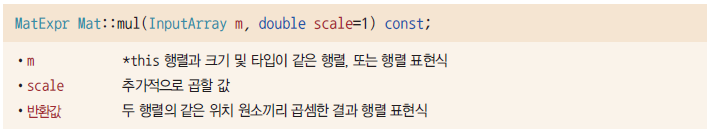 MatExpr Mat::mul(InputArray m, double scale=1) const;
• m *this 행렬과 크기 및 타입이 같은 행렬, 또는 행렬 표현식
• scale 추가적으로 곱할 값
• 반환값 두 행렬의 같은 위치 원소끼리 곱셈한 결과 행렬 표현식